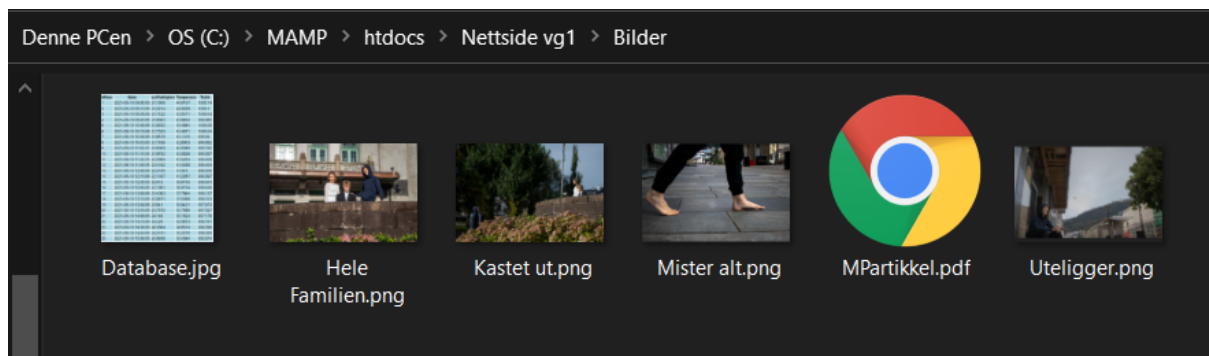 Denne PCen > OS (C:) > MAMP > htdocs > Nettside vg1 > Bilder
Database.jpg
Hele
Familien.png
Kastet ut.png
Mister alt.png
MPartikkel.pdf
Uteligger.png